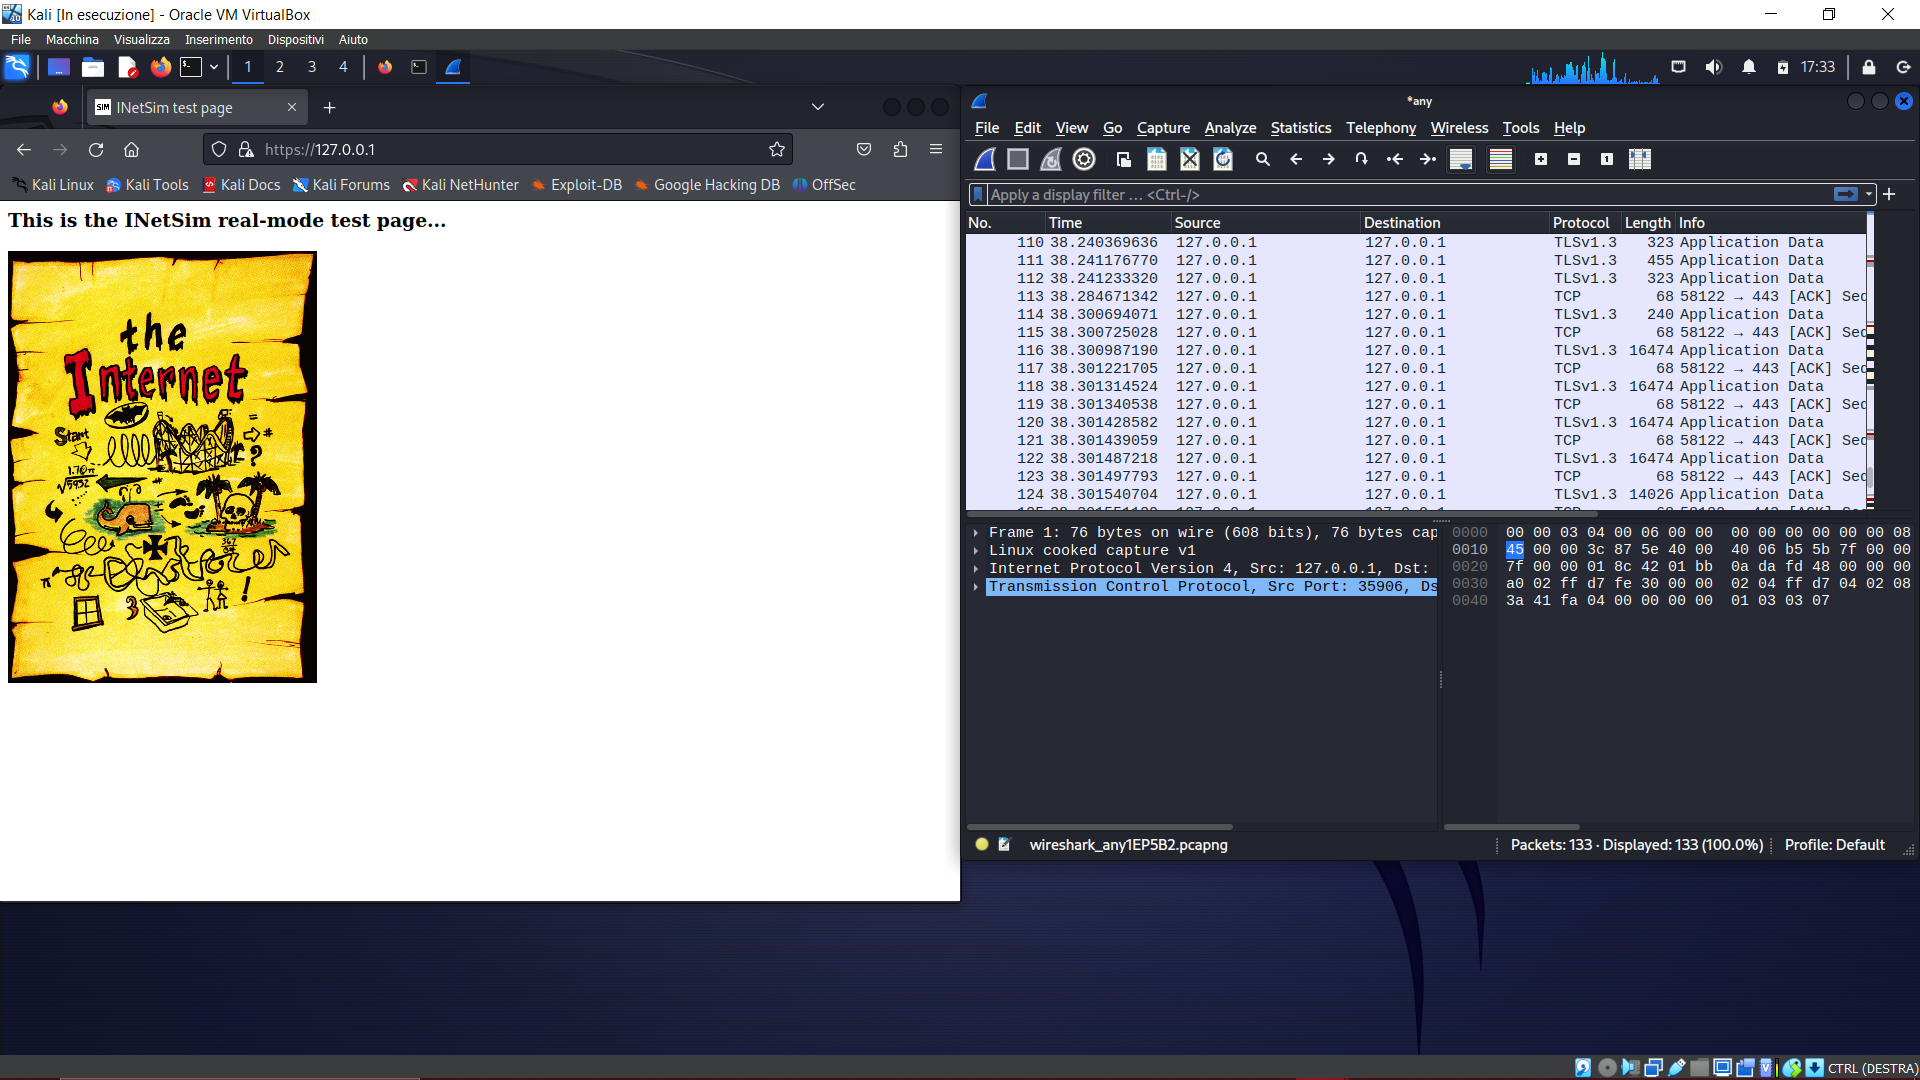 Kali [In esecuzione] - Oracle VM VirtualBox
File Macchina Visualizza Inserimento Dispositivi Aiuto
1 2 3 4
17:33
SIM INetSim test page
https://127.0.0.1
Kali Linux Kali Tools Kali Docs Kali Forums Kali NetHunter Exploit-DB Google Hacking DB OffSec
This is the INetSim real-mode test page...
the
Internet
=
Start
#
?
1.70π
√5932
#
367
π
!
3
*any
File Edit View Go Capture Analyze Statistics Telephony Wireless Tools Help
Apply a display filter ... <Ctrl-/>
No. Time Source Destination Protocol Length Info
110 38.240369636 127.0.0.1 127.0.0.1 TLSv1.3 323 Application Data
111 38.241176770 127.0.0.1 127.0.0.1 TLSv1.3 455 Application Data
112 38.241233320 127.0.0.1 127.0.0.1 TLSv1.3 323 Application Data
113 38.284671342 127.0.0.1 127.0.0.1 TCP 68 58122 → 443 [ACK] Seq
114 38.300694071 127.0.0.1 127.0.0.1 TLSv1.3 240 Application Data
115 38.300725028 127.0.0.1 127.0.0.1 TCP 68 58122 → 443 [ACK] Seq
116 38.300987190 127.0.0.1 127.0.0.1 TLSv1.3 16474 Application Data
117 38.301221705 127.0.0.1 127.0.0.1 TCP 68 58122 → 443 [ACK] Seq
118 38.301314524 127.0.0.1 127.0.0.1 TLSv1.3 16474 Application Data
119 38.301340538 127.0.0.1 127.0.0.1 TCP 68 58122 → 443 [ACK] Seq
120 38.301428582 127.0.0.1 127.0.0.1 TLSv1.3 16474 Application Data
121 38.301439059 127.0.0.1 127.0.0.1 TCP 68 58122 → 443 [ACK] Seq
122 38.301487218 127.0.0.1 127.0.0.1 TLSv1.3 16474 Application Data
123 38.301497793 127.0.0.1 127.0.0.1 TCP 68 58122 → 443 [ACK] Seq
124 38.301540704 127.0.0.1 127.0.0.1 TLSv1.3 14026 Application Data
Frame 1: 76 bytes on wire (608 bits), 76 bytes cap
Linux cooked capture v1
Internet Protocol Version 4, Src: 127.0.0.1, Dst:
Transmission Control Protocol, Src Port: 35906, Ds
0000 00 00 03 04 00 06 00 00 00 00 00 00 00 00 08
0010 45 00 00 3c 87 5e 40 00 40 06 b5 5b 7f 00 00
0020 7f 00 00 01 8c 42 01 bb 0a da fd 48 00 00 00
0030 a0 02 ff d7 fe 30 00 00 02 04 ff d7 04 02 08
0040 3a 41 fa 04 00 00 00 00 01 03 03 07
wireshark_any1EP5B2.pcapng
Packets: 133 · Displayed: 133 (100.0%)
Profile: Default
CTRL (DESTRA)